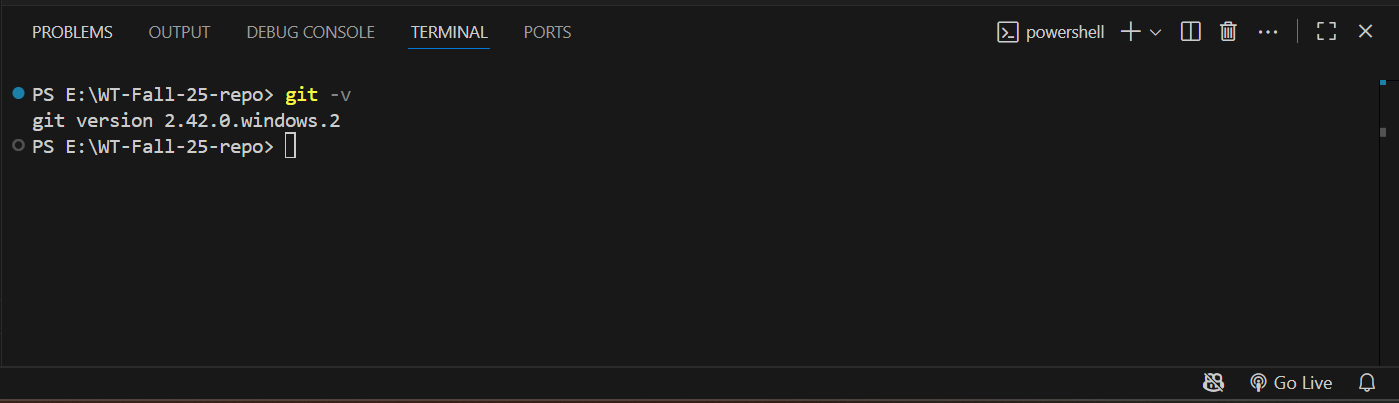 PROBLEMS OUTPUT DEBUG CONSOLE TERMINAL PORTS powershell
PS E:\WT-Fall-25-repo> git -v
git version 2.42.0.windows.2
PS E:\WT-Fall-25-repo>
Go Live